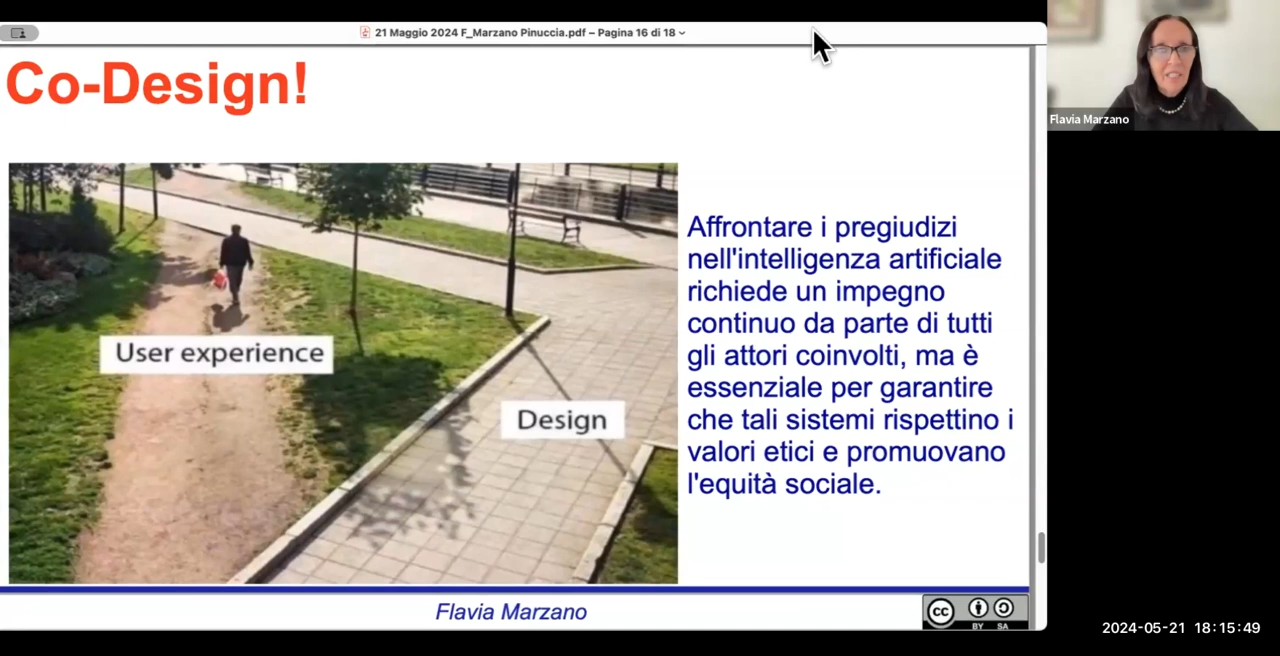 21 Maggio 2024 F_Marzano Pinuccia.pdf – Pagina 16 di 18
Co-Design!
User experience
Design
Affrontare i pregiudizi
nell'intelligenza artificiale
richiede un impegno
continuo da parte di tutti
gli attori coinvolti, ma è
essenziale per garantire
che tali sistemi rispettino i
valori etici e promuovano
l'equità sociale.
Flavia Marzano
cc
BY SA
Flavia Marzano
2024-05-21 18:15:49